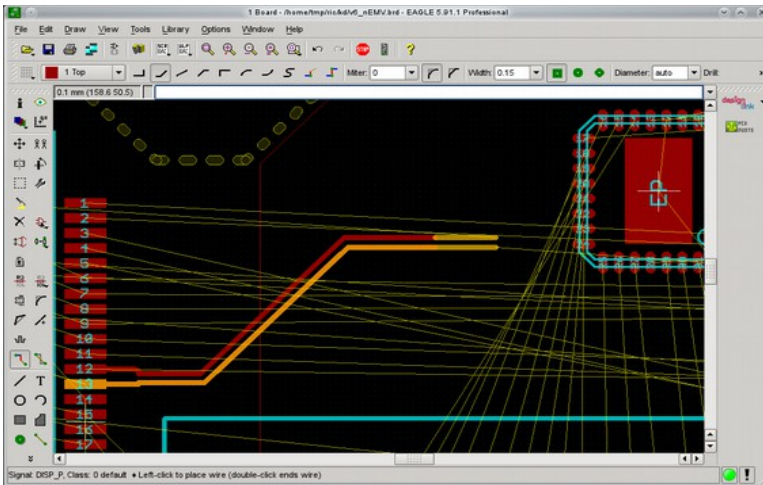 1 Board - /home/tmp/ric/kd/v6_nEMV.brd - EAGLE 5.91.1 Professional
File Edit Draw View Tools Library Options Window Help
1 Top Miter: 0 Width: 0.15 Diameter: auto Drill:
0.1 mm (158.6 50.5)
design
link
1
2
3
4
5
6
7
8
9
10
11
12
13
14
15
16
17
EP
Signal: DISP_P, Class: 0 default ♦ Left-click to place wire (double-click ends wire)